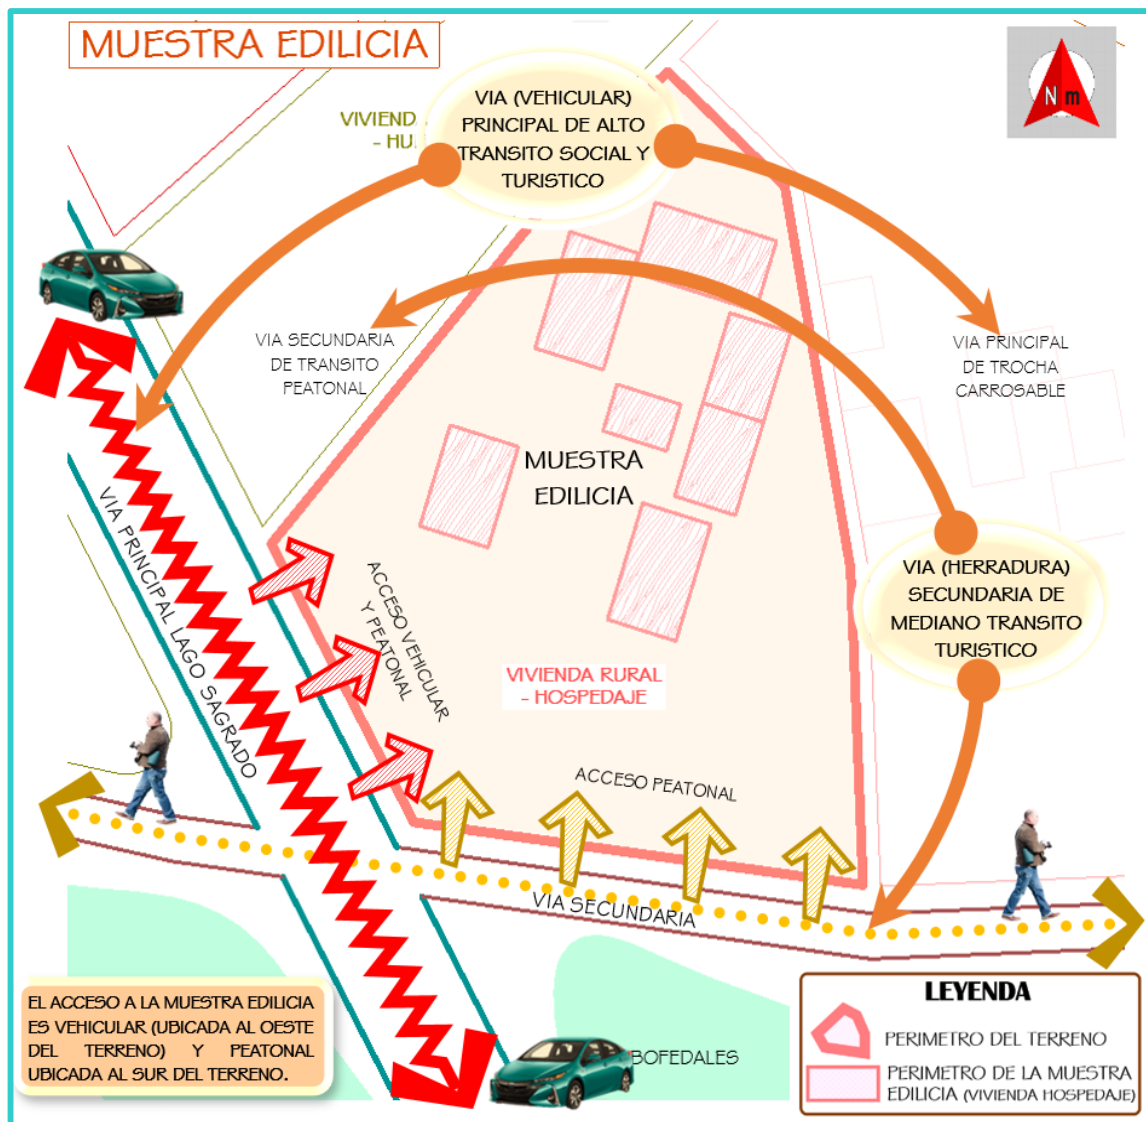 MUESTRA EDILICIA
N m
VIA (VEHICULAR)
PRINCIPAL DE ALTO
TRANSITO SOCIAL Y
TURISTICO
- HU
VIA SECUNDARIA
DE TRANSITO
PEATONAL
VIA PRINCIPAL
DE TROCHA
CARROSABLE
MUESTRA
EDILICIA
VIA PRINCIPAL LAGO SAGRADO
ACCESO VEHICULAR
Y PEATONAL
VIA (HERRADURA)
SECUNDARIA DE
MEDIANO TRANSITO
TURISTICO
VIVIENDA RURAL
- HOSPEDAJE
ACCESO PEATONAL
VIA SECUNDARIA
EL ACCESO A LA MUESTRA EDILICIA
ES VEHICULAR (UBICADA AL OESTE
DEL TERRENO) Y PEATONAL
UBICADA AL SUR DEL TERRENO.
BOFEDALES
LEYENDA
PERIMETRO DEL TERRENO
PERIMETRO DE LA MUESTRA
EDILICIA (VIVIENDA HOSPEDAJE)